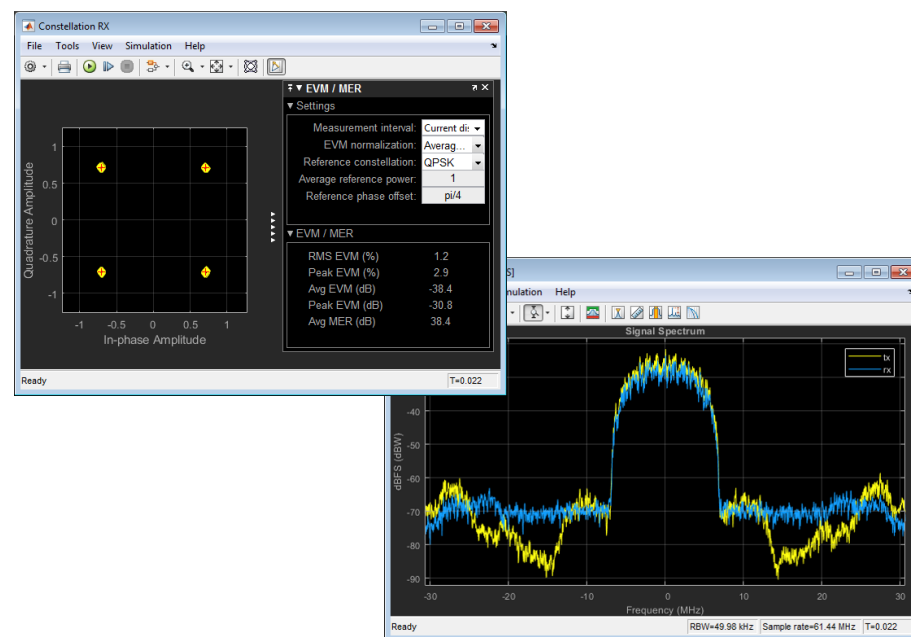 Constellation RX
File Tools View Simulation Help
EVM / MER
Settings
Measurement interval: Current dis
EVM normalization: Averag...
Reference constellation: QPSK
Average reference power: 1
Reference phase offset: pi/4
EVM / MER
RMS EVM (%) 1.2
Peak EVM (%) 2.9
Avg EVM (dB) -38.4
Peak EVM (dB) -30.8
Avg MER (dB) 38.4
Quadrature Amplitude
1
0.5
0
-0.5
-1
-1 -0.5 0 0.5 1
In-phase Amplitude
Ready T=0.022
S]
nulation Help
Signal Spectrum
tx
rx
dBFS (dBW)
-40
-50
-60
-70
-80
-90
-30 -20 -10 0 10 20 30
Frequency (MHz)
Ready RBW=49.98 kHz Sample rate=61.44 MHz T=0.022